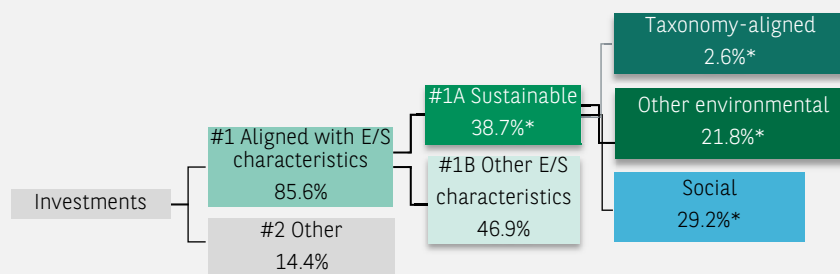 Investments
#1 Aligned with E/S
characteristics
85.6%
#2 Other
14.4%
#1A Sustainable
38.7%*
#1B Other E/S
characteristics
46.9%
Taxonomy-aligned
2.6%*
Other environmental
21.8%*
Social
29.2%*